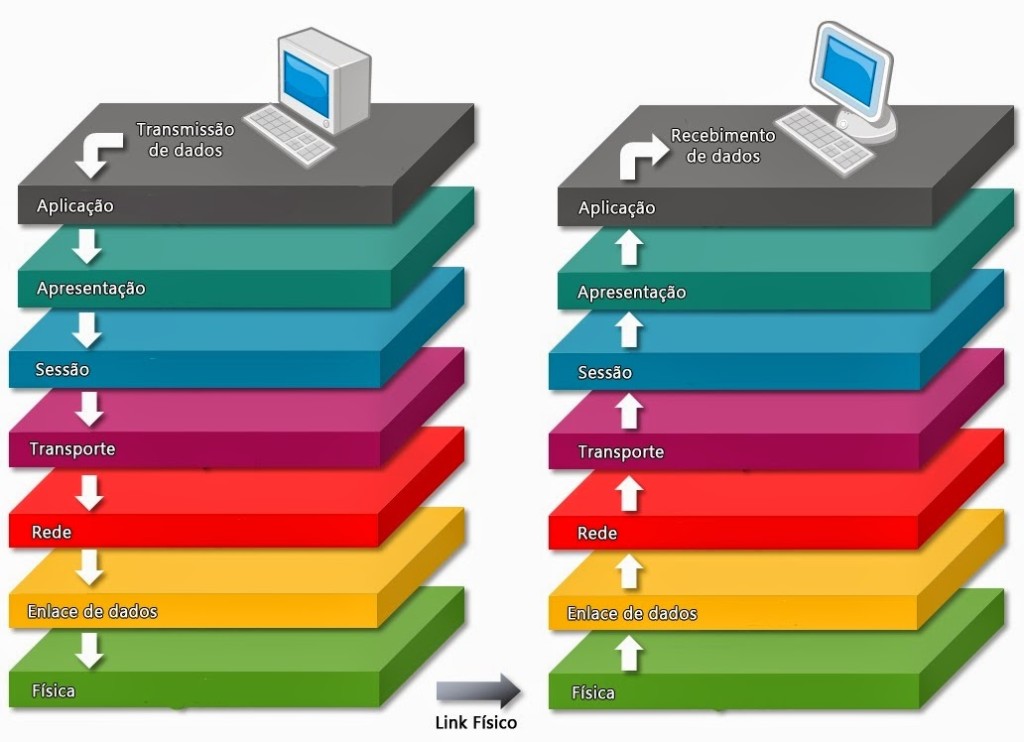 Transmissão
de dados
Aplicação
Apresentação
Sessão
Transporte
Rede
Enlace de dados
Física
Link Físico
Recebimento
de dados
Aplicação
Apresentação
Sessão
Transporte
Rede
Enlace de dados
Física